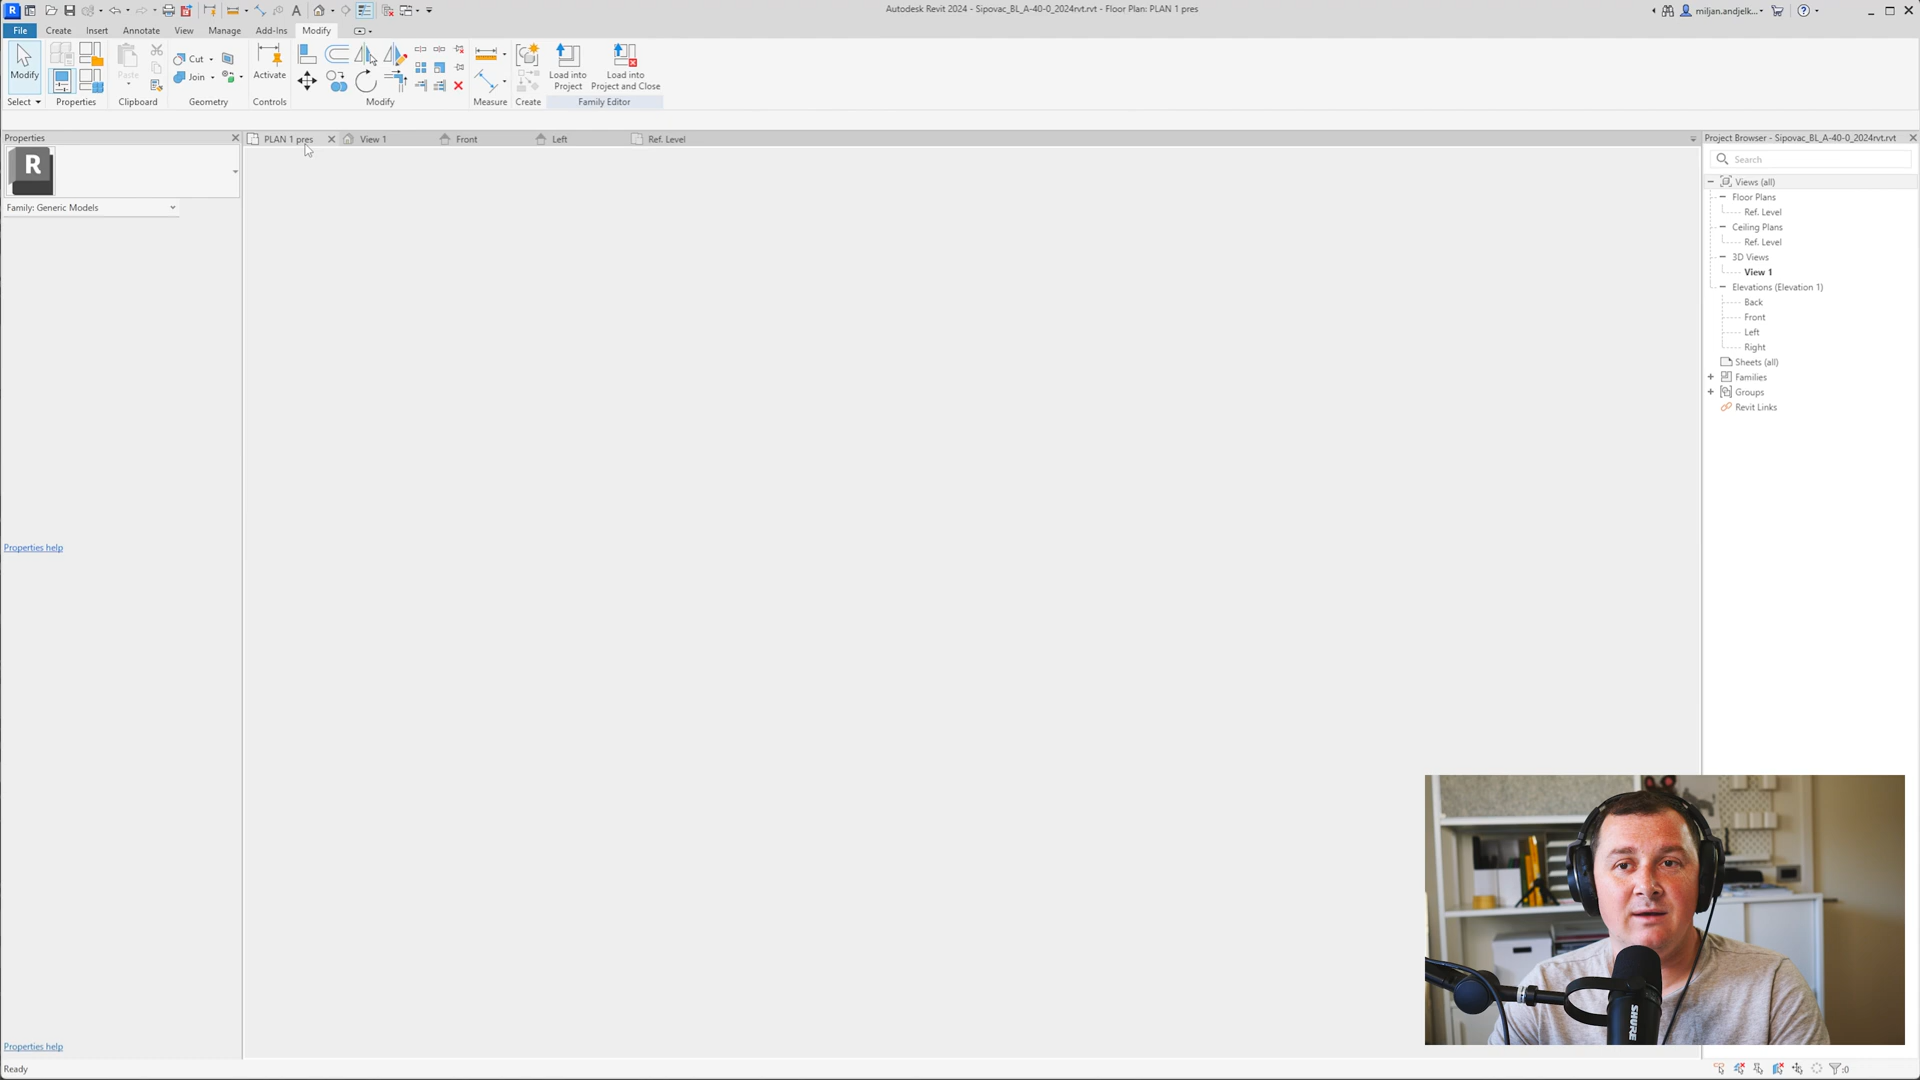 Autodesk Revit 2024 - Sipovac_BL_A-40-0_2024rvt.rvt - Floor Plan: PLAN 1 pres
miljan.andjelk...
File Create Insert Annotate View Manage Add-Ins Modify
Modify
Paste
Cut
Join
Activate
Load into Project
Load into Project and Close
Select Properties Clipboard Geometry Controls Modify Measure Create Family Editor
Properties
PLAN 1 pres
View 1
Front
Left
Ref. Level
Project Browser - Sipovac_BL_A-40-0_2024rvt.rvt
R
Family: Generic Models
Search
Views (all)
Floor Plans
Ref. Level
Ceiling Plans
Ref. Level
3D Views
View 1
Elevations (Elevation 1)
Back
Front
Left
Right
Sheets (all)
Families
Groups
Revit Links
Properties help
Properties help
SHURE
Ready
:0